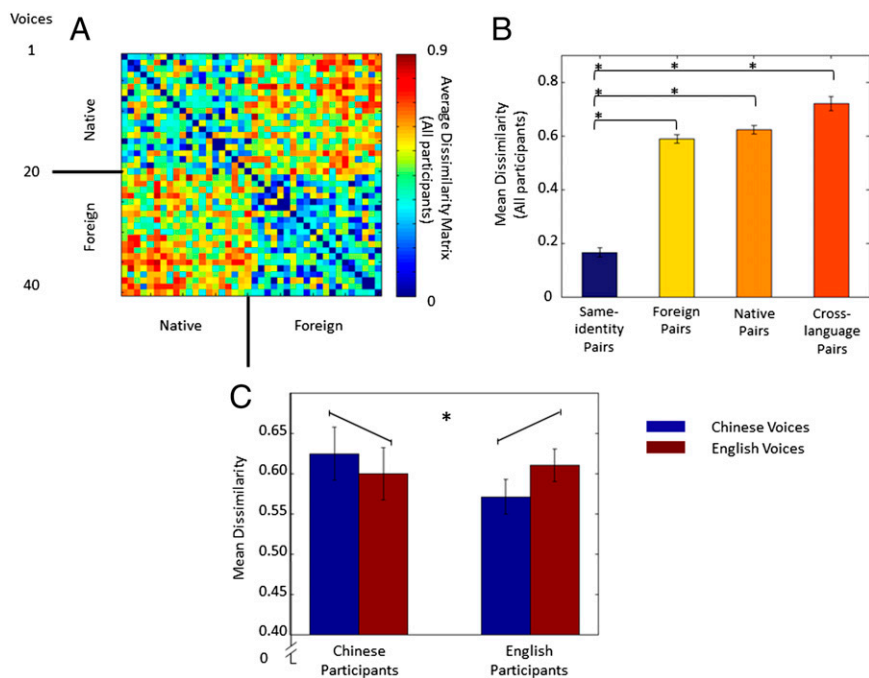 Voices
A
1
Native
20
Foreign
40
Native
Foreign
0.9
Average Dissimilarity Matrix
(All participants)
0
B
Mean Dissimilarity
(All participants)
0.8
0.6
0.4
0.2
0
* * *
* *
*
Same-
identity
Pairs
Foreign
Pairs
Native
Pairs
Cross-
language
Pairs
C
Mean Dissimilarity
0.65
0.60
0.55
0.50
0.45
0.40
0
*
Chinese
Participants
English
Participants
Chinese Voices
English Voices